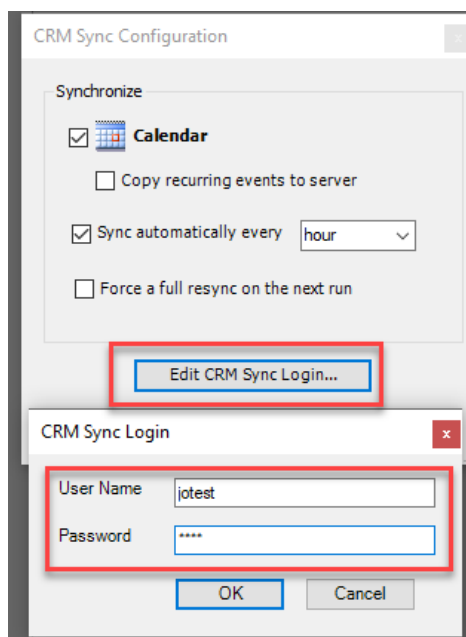 CRM Sync Configuration
x
Synchronize
Calendar
Copy recurring events to server
Sync automatically every hour
Force a full resync on the next run
Edit CRM Sync Login...
CRM Sync Login
x
User Name jotest
Password ****
OK Cancel